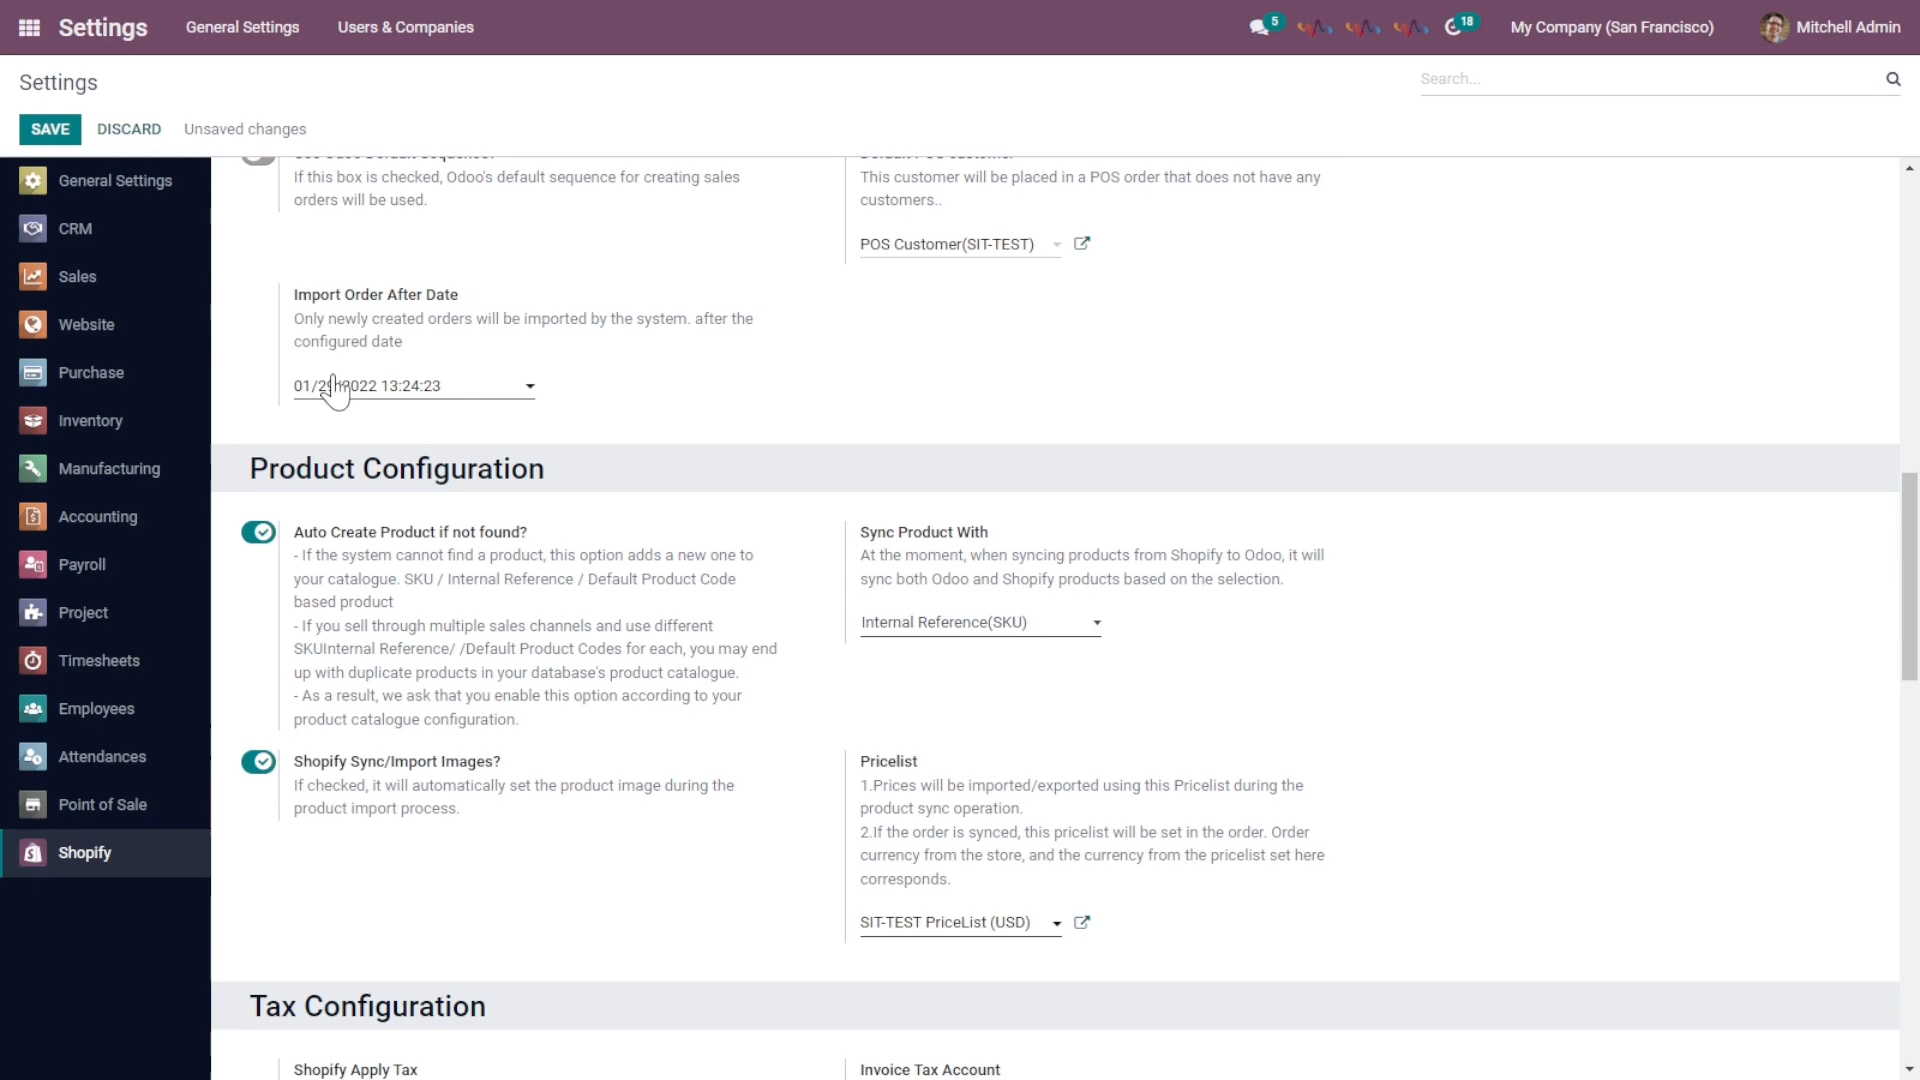 Settings
General Settings
Users & Companies
5
18
My Company (San Francisco)
Mitchell Admin
Settings
Search...
SAVE
DISCARD
Unsaved changes
General Settings
CRM
Sales
Website
Purchase
Inventory
Manufacturing
Accounting
Payroll
Project
Timesheets
Employees
Attendances
Point of Sale
Shopify
If this box is checked, Odoo's default sequence for creating sales
orders will be used.
This customer will be placed in a POS order that does not have any
customers..
POS Customer(SIT-TEST)
Import Order After Date
Only newly created orders will be imported by the system. after the
configured date
01/29/2022 13:24:23
Product Configuration
Auto Create Product if not found?
- If the system cannot find a product, this option adds a new one to
your catalogue. SKU / Internal Reference / Default Product Code
based product
- If you sell through multiple sales channels and use different
SKUInternal Reference/ /Default Product Codes for each, you may end
up with duplicate products in your database's product catalogue.
- As a result, we ask that you enable this option according to your
product catalogue configuration.
Sync Product With
At the moment, when syncing products from Shopify to Odoo, it will
sync both Odoo and Shopify products based on the selection.
Internal Reference(SKU)
Shopify Sync/Import Images?
If checked, it will automatically set the product image during the
product import process.
Pricelist
1.Prices will be imported/exported using this Pricelist during the
product sync operation.
2.If the order is synced, this pricelist will be set in the order. Order
currency from the store, and the currency from the pricelist set here
corresponds.
SIT-TEST PriceList (USD)
Tax Configuration
Shopify Apply Tax
Invoice Tax Account